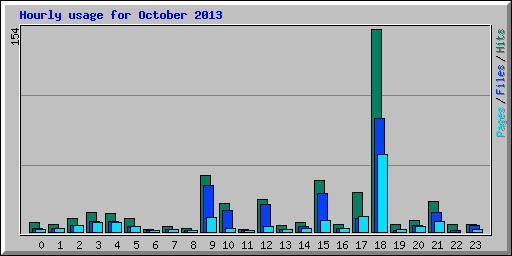 Hourly usage for October 2013
154
Pages/Files/Hits
0 1 2 3 4 5 6 7 8 9 10 11 12 13 14 15 16 17 18 19 20 21 22 23